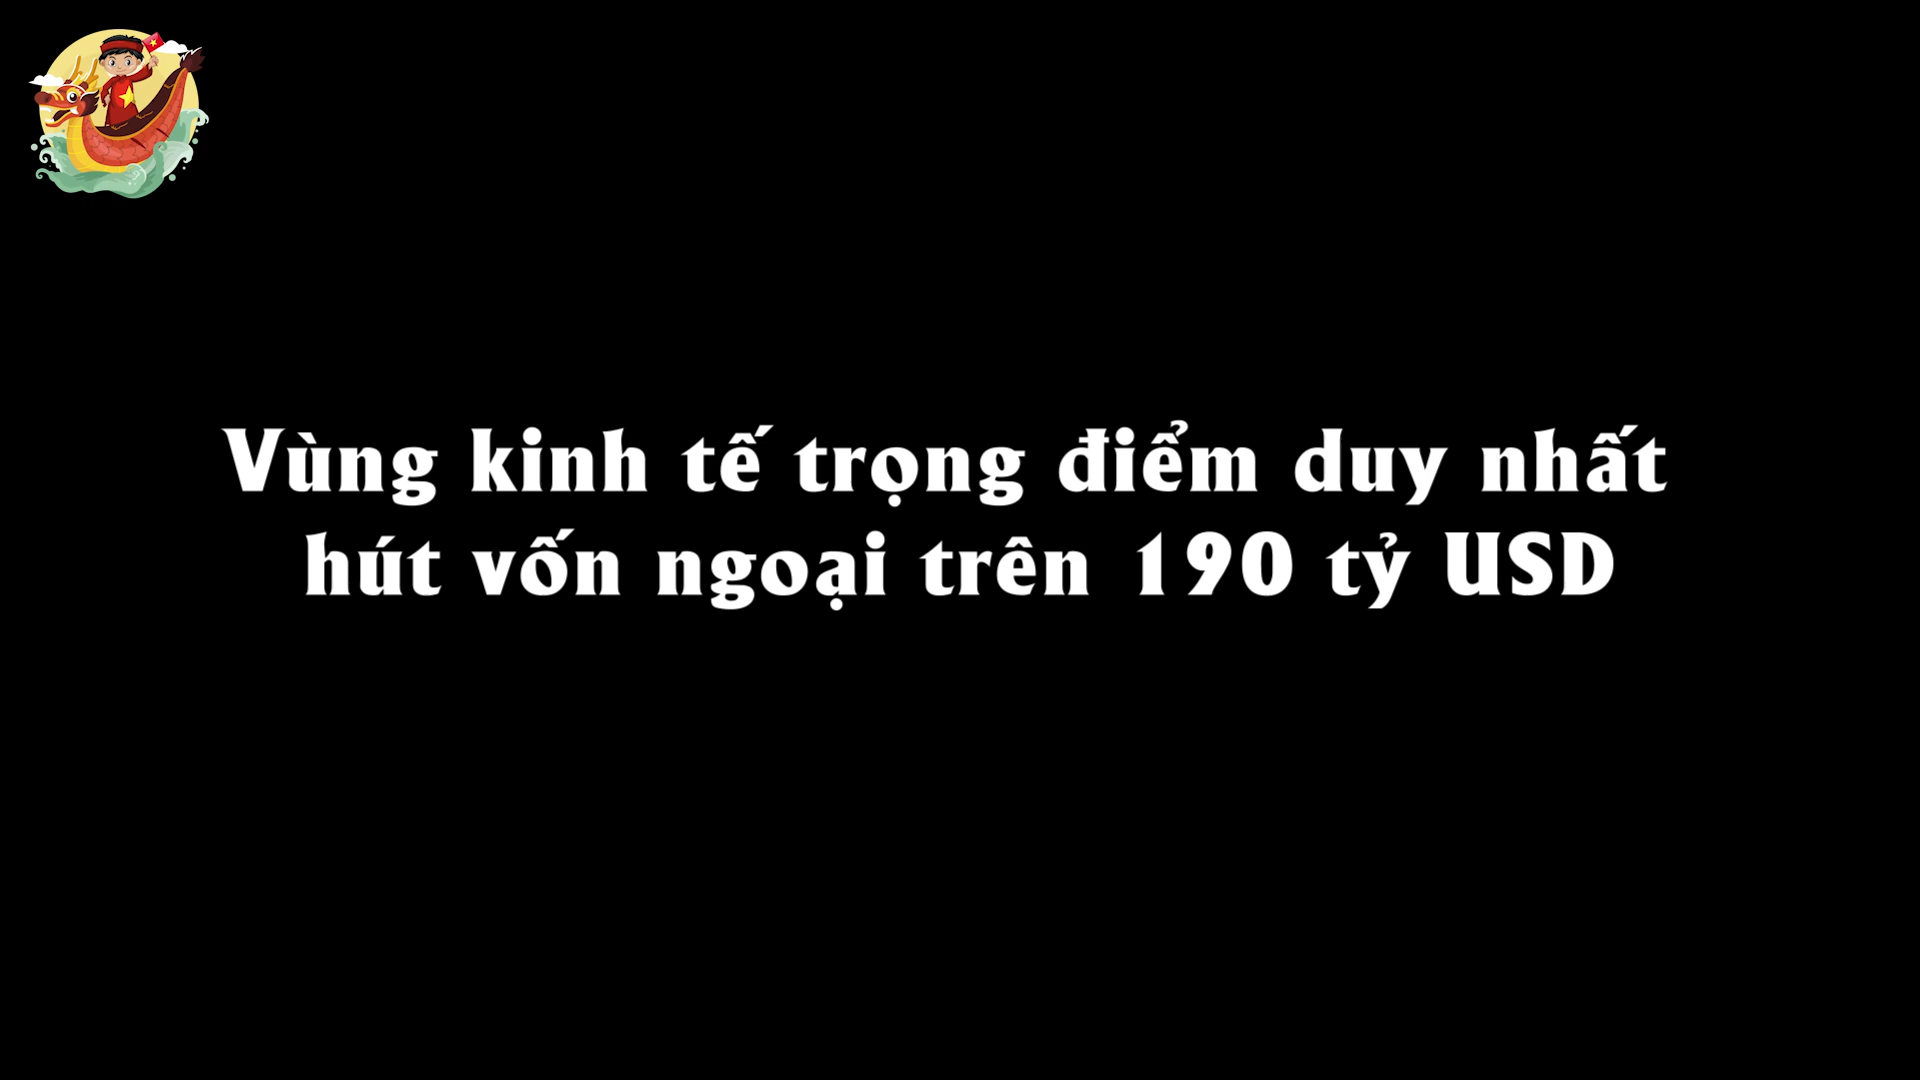 Vùng kinh tế trọng điểm duy nhất
hút vốn ngoại trên 190 tỷ USD